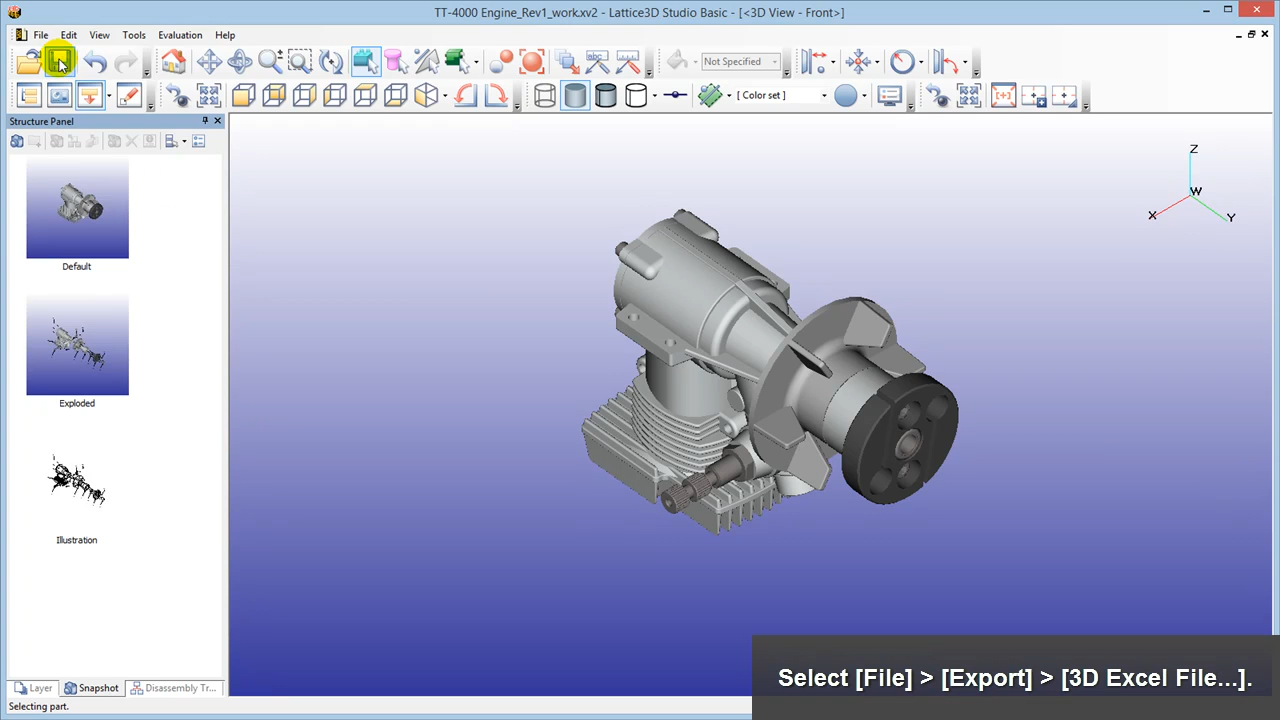 TT-4000 Engine_Rev1_work.xv2 - Lattice3D Studio Basic - [<3D View - Front>]
File Edit View Tools Evaluation Help
abc
Not Specified
[ Color set ]
Structure Panel
Default
Exploded
Illustration
Z
W
X
Y
Layer Snapshot Disassembly Tr...
Selecting part.
Select [File] > [Export] > [3D Excel File...].